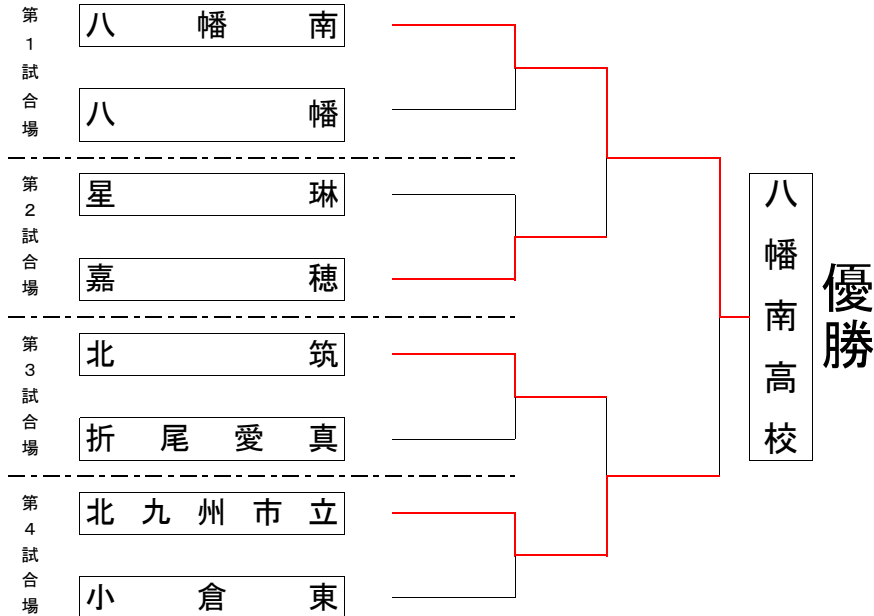 第1試合場
八幡南
八幡
第2試合場
星琳
嘉穂
第3試合場
北筑
折尾愛真
第4試合場
北九州市立
小倉東
八幡南高校
優勝